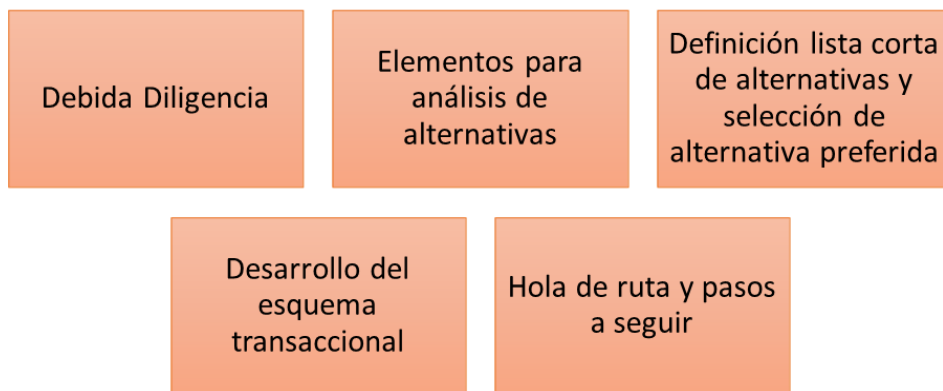 Debida Diligencia
Elementos para
análisis de
alternativas
Definición lista corta
de alternativas y
selección de
alternativa preferida
Desarrollo del
esquema
transaccional
Hola de ruta y pasos
a seguir